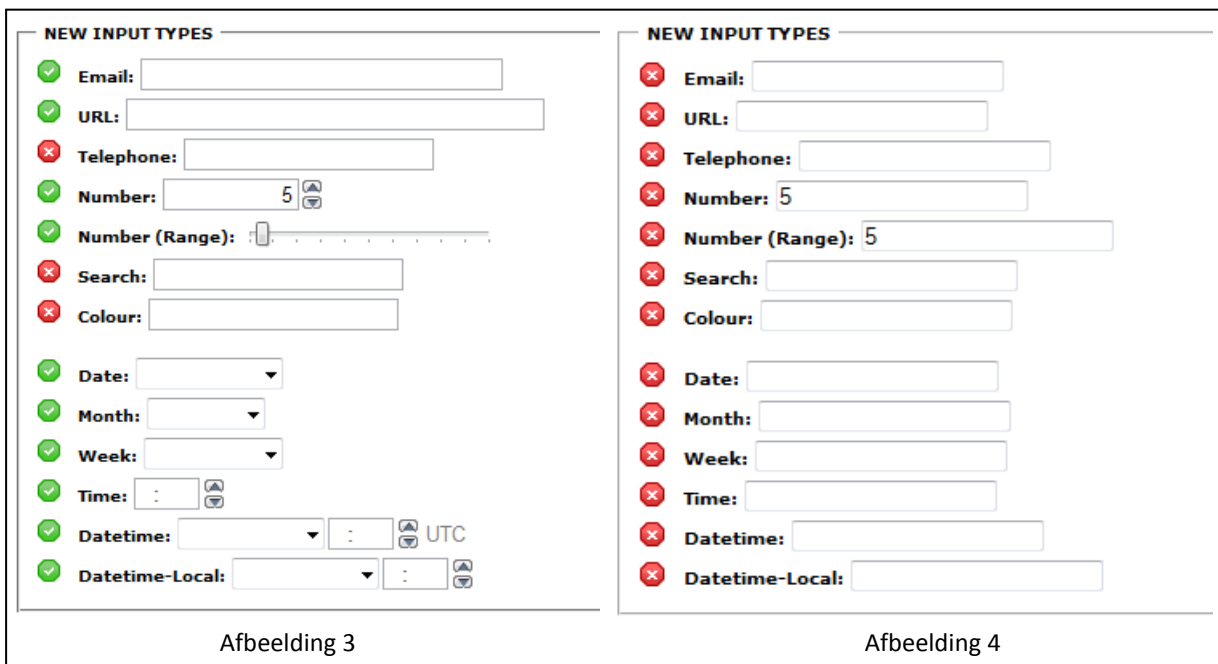 NEW INPUT TYPES
Email:
URL:
Telephone:
Number: 5
Number (Range):
Search:
Colour:
Date:
Month:
Week:
Time: :
Datetime: : UTC
Datetime-Local: :
Afbeelding 3
NEW INPUT TYPES
Email:
URL:
Telephone:
Number: 5
Number (Range): 5
Search:
Colour:
Date:
Month:
Week:
Time:
Datetime:
Datetime-Local:
Afbeelding 4